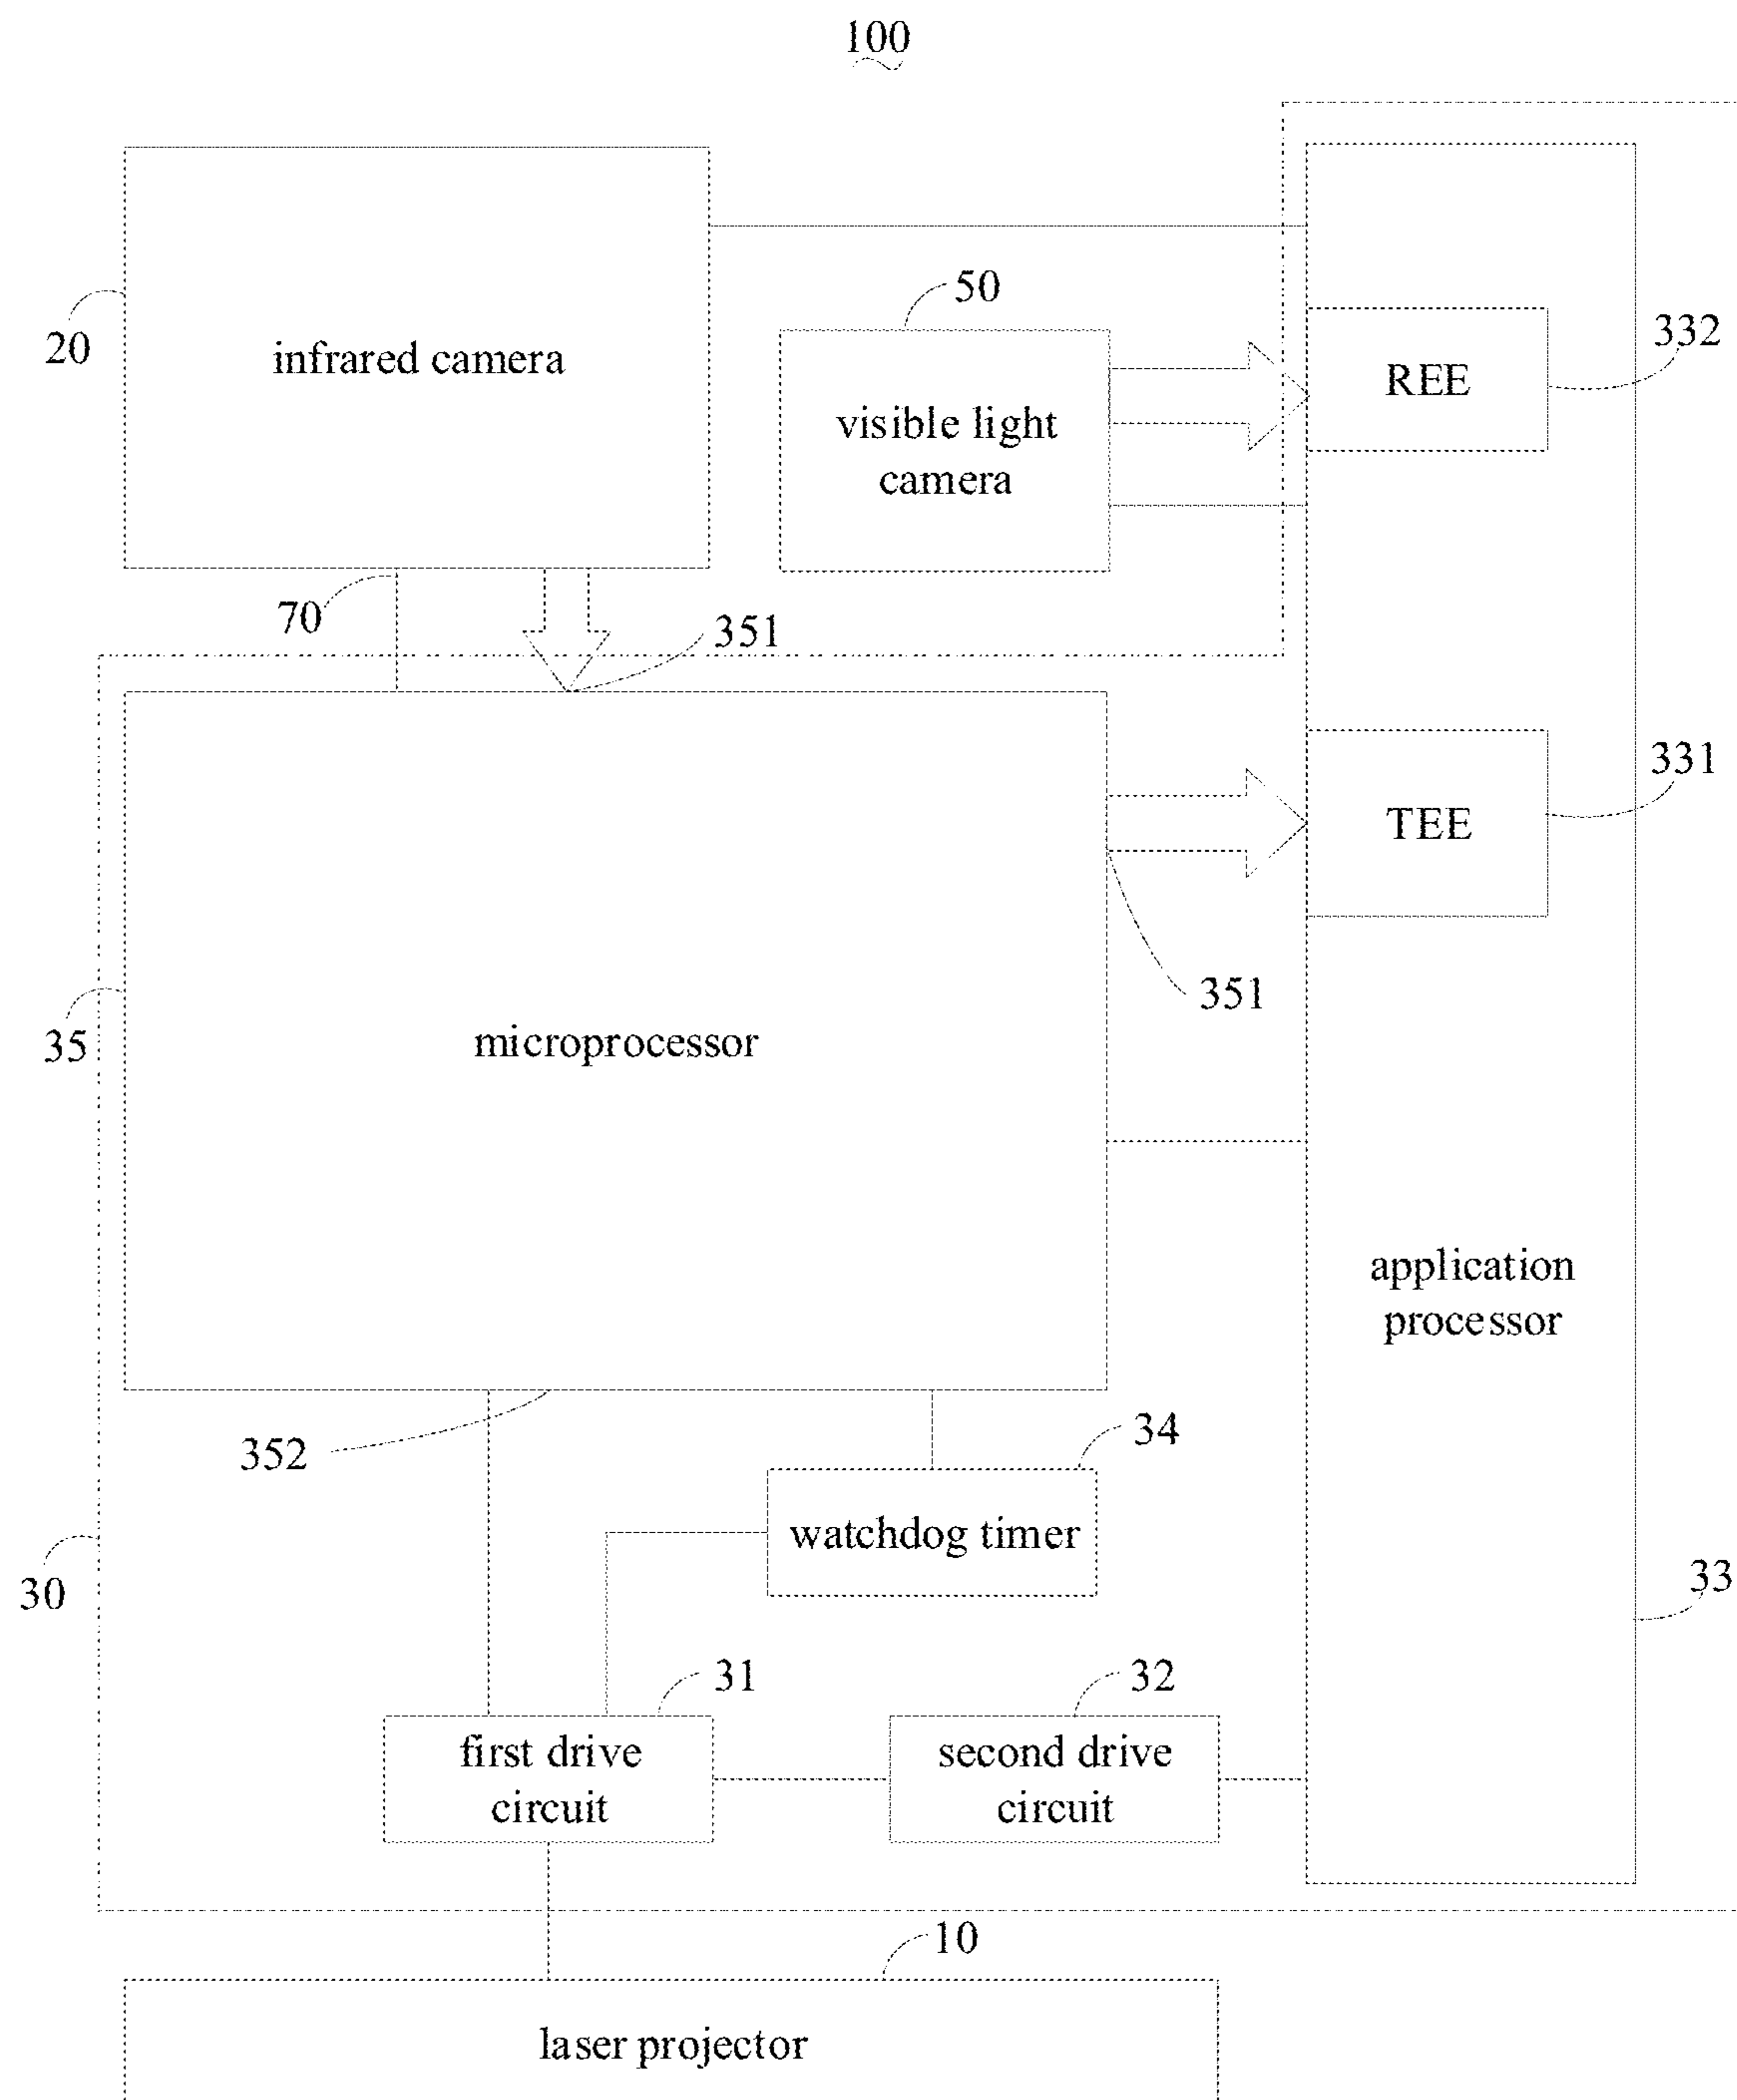 100
20
infrared camera
50
visible light
camera
REE
332
70
351
TEE
331
351
35
microprocessor
application
processor
352
34
watchdog timer
30
33
31
32
first drive
circuit
second drive
circuit
10
laser projector